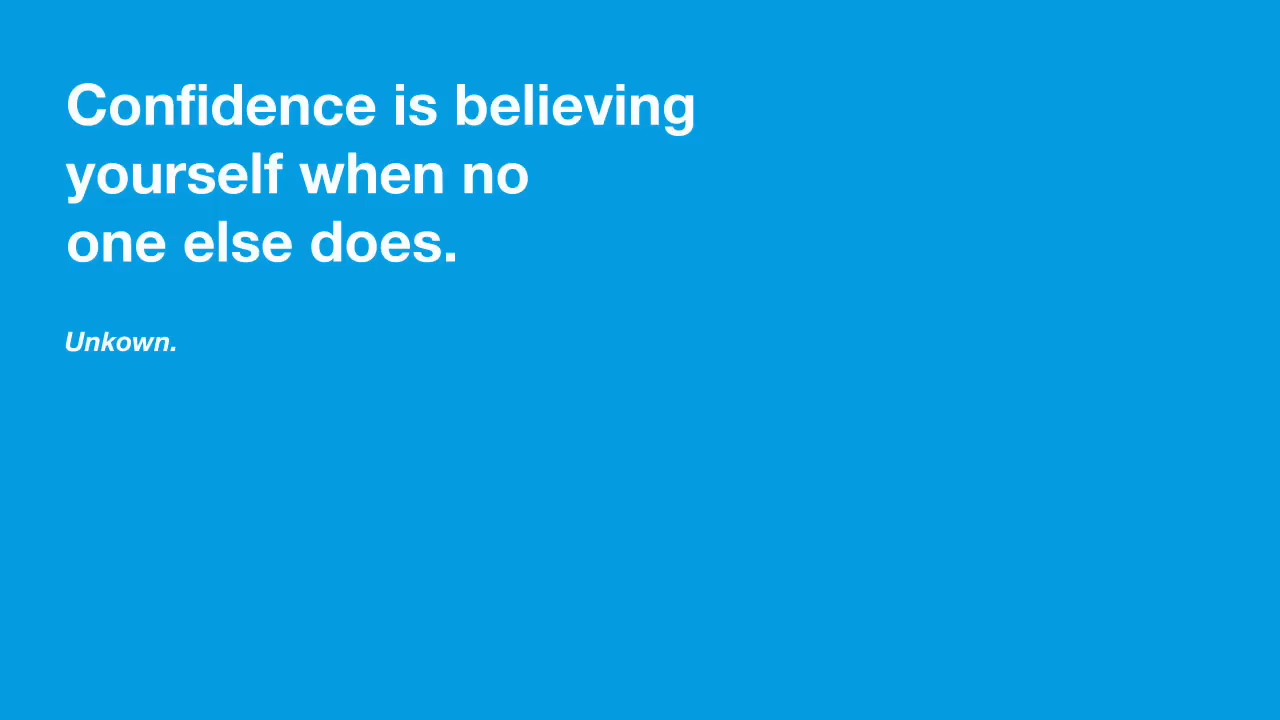 Confidence is believing
yourself when no
one else does.
Unkown.